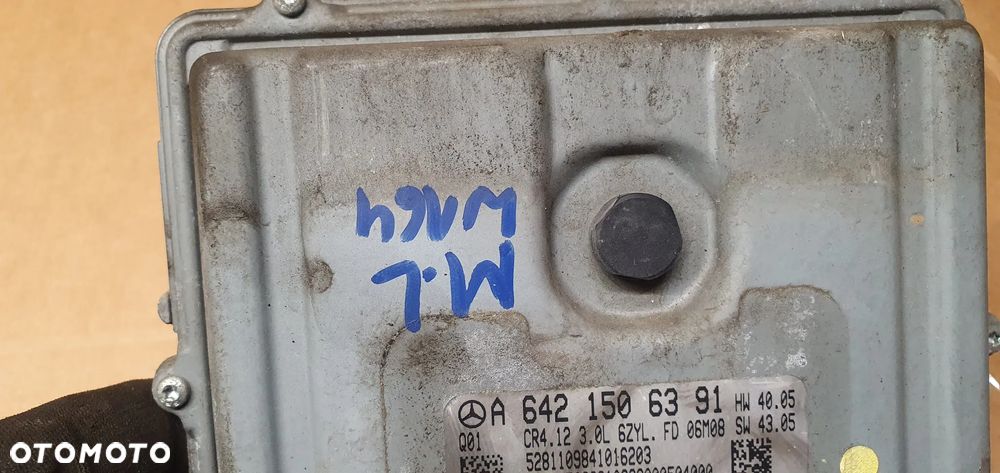 W164
ML
A 642 150 63 91 HW 40.05
Q01 CR4.12 3.0L 6ZYL. FD 06M08 SW 43.05
5281109841016203
OTOMOTO